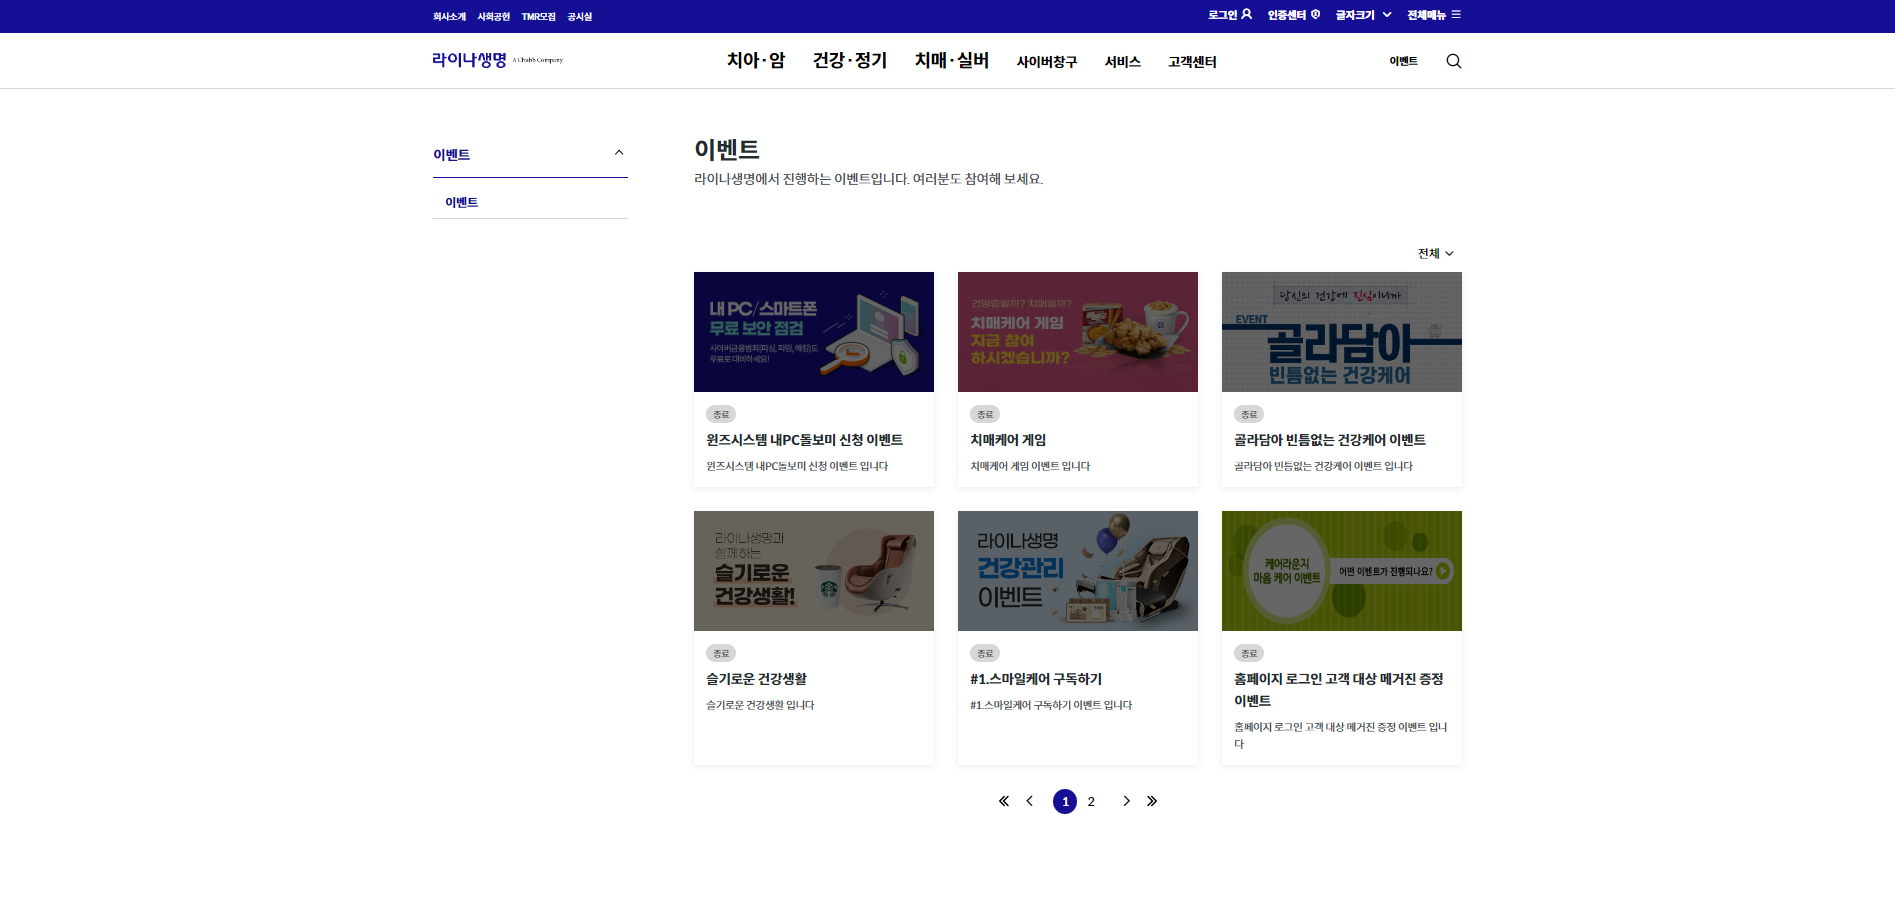 회사소개 사회공헌 TMR모집 공시실
로그인 인증센터 글자크기 전체메뉴
라이나생명 A Chubb Company
치아·암 건강·정기 치매·실버 사이버창구 서비스 고객센터
이벤트
이벤트
이벤트
이벤트
라이나생명에서 진행하는 이벤트입니다. 여러분도 참여해 보세요.
전체
내 PC/스마트폰
무료 보안 점검
사이버금융범죄(피싱, 파밍, 해킹)도
무료로 대비하세요!
종료
윈즈시스템 내PC돌보미 신청 이벤트
윈즈시스템 내PC돌보미 신청 이벤트 입니다
건망증일까? 치매일까?
치매케어 게임
지금 참여
하시겠습니까?
종료
치매케어 게임
치매케어 게임 이벤트 입니다
당신의 건강에 진심이니까
EVENT
골라담아
빈틈없는 건강케어
종료
골라담아 빈틈없는 건강케어 이벤트
골라담아 빈틈없는 건강케어 이벤트 입니다
라이나생명과
함께하는
슬기로운
건강생활!
종료
슬기로운 건강생활
슬기로운 건강생활 입니다
라이나생명
건강관리
이벤트
종료
#1.스마일케어 구독하기
#1.스마일케어 구독하기 이벤트 입니다
케어라운지
마음 케어 이벤트
어떤 이벤트가 진행되나요?
종료
홈페이지 로그인 고객 대상 메거진 증정
이벤트
홈페이지 로그인 고객 대상 메거진 증정 이벤트 입니
다
1 2